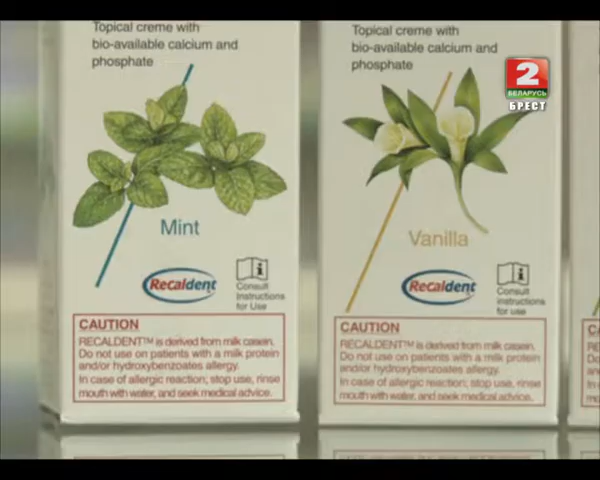 Topical creme with
bio-available calcium and
phosphate
Mint
Recaldent
Consult
Instructions
for Use
CAUTION
RECALDENT™ is derived from milk casein.
Do not use on patients with a milk protein
and/or hydroxybenzoates allergy.
In case of allergic reaction, stop use, rinse
mouth with water, and seek medical advice.
Topical creme with
bio-available calcium and
phosphate
Vanilla
Recaldent
Consult
instructions
for use
CAUTION
RECALDENT™ is derived from milk casein.
Do not use on patients with a milk protein
and/or hydroxybenzoates allergy.
In case of allergic reaction, stop use, rinse
mouth with water, and seek medical advice.
2
БЕЛАРУСЬ
БРЕСТ